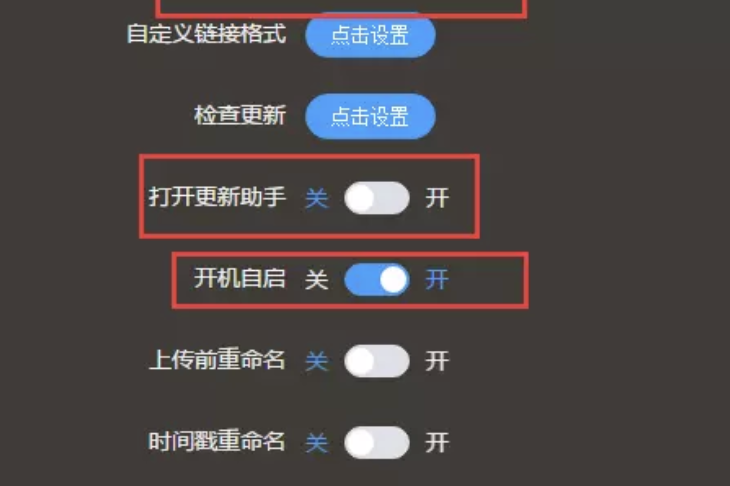 自定义链接格式 点击设置
检查更新 点击设置
打开更新助手 关 开
开机自启 关 开
上传前重命名 关 开
时间戳重命名 关 开